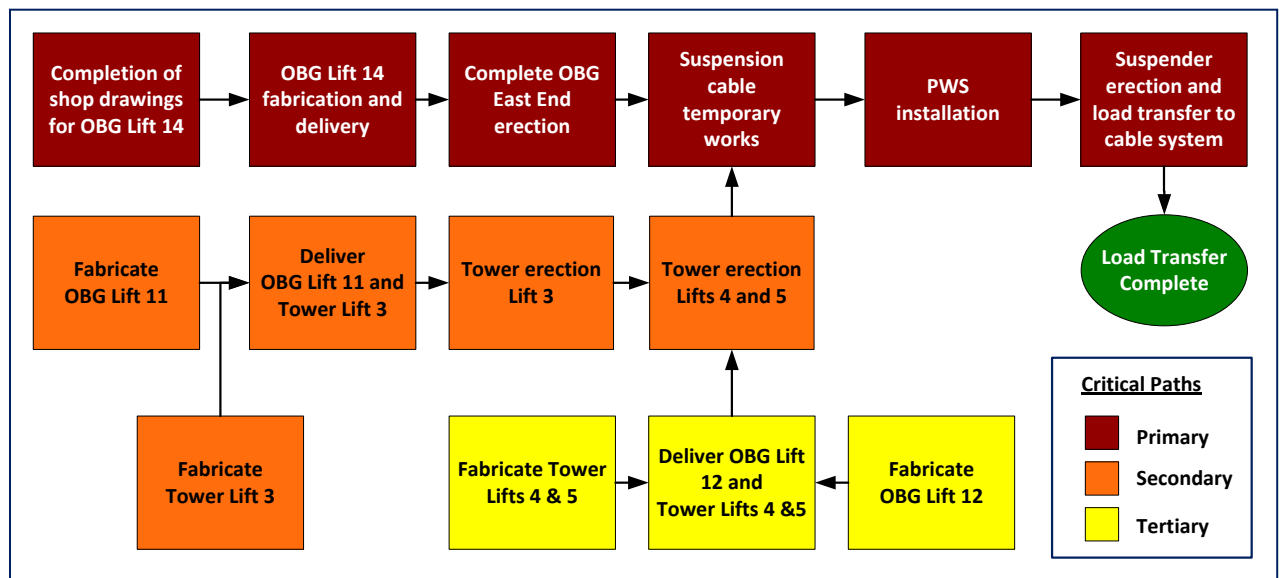 Completion of
shop drawings
for OBG Lift 14
OBG Lift 14
fabrication and
delivery
Complete OBG
East End
erection
Suspension
cable
temporary
works
PWS
installation
Suspender
erection and
load transfer to
cable system
Fabricate
OBG Lift 11
Deliver
OBG Lift 11 and
Tower Lift 3
Tower erection
Lift 3
Tower erection
Lifts 4 and 5
Load Transfer
Complete
Fabricate
Tower Lift 3
Fabricate Tower
Lifts 4 & 5
Deliver OBG Lift
12 and
Tower Lifts 4 &5
Fabricate
OBG Lift 12
Critical Paths
Primary
Secondary
Tertiary